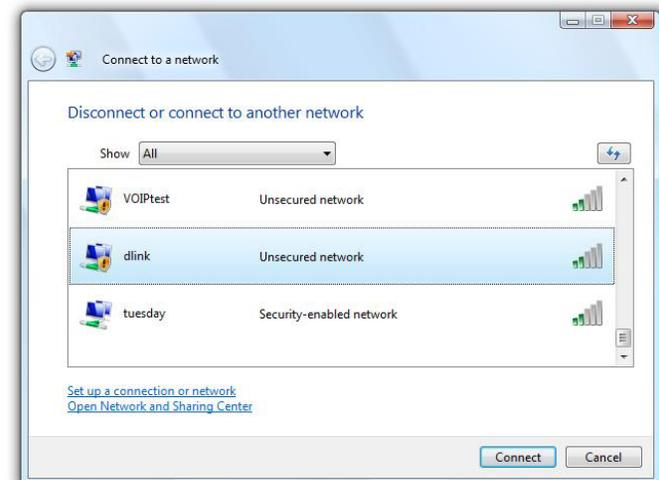 Connect to a network
Disconnect or connect to another network
Show All
VOIPtest Unsecured network
dlink Unsecured network
tuesday Security-enabled network
Set up a connection or network
Open Network and Sharing Center
Connect Cancel